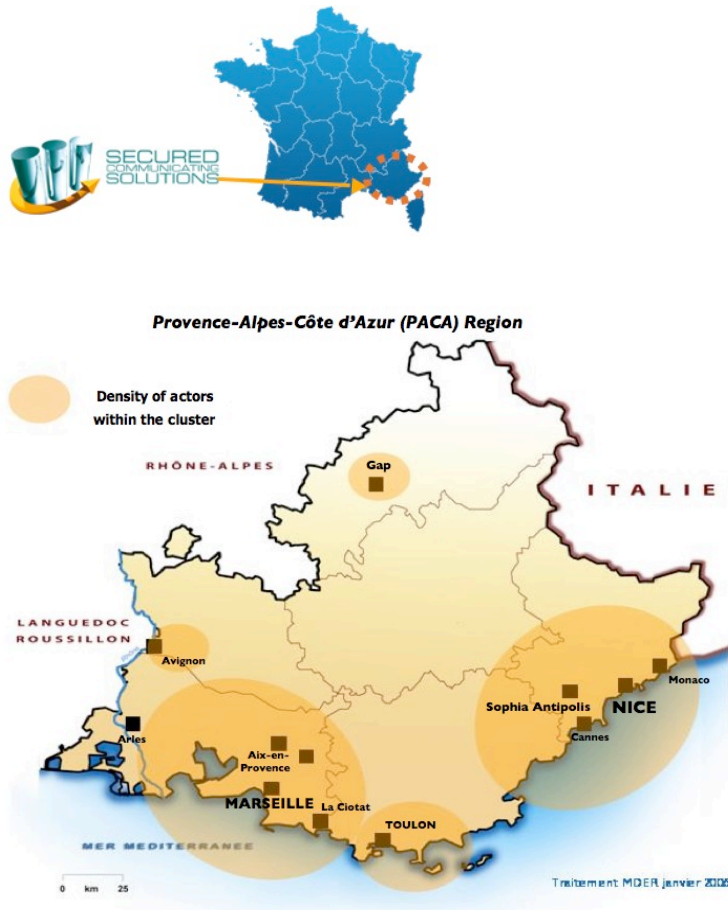 SECURED
COMMUNICATING
SOLUTIONS
Provence-Alpes-Côte d'Azur (PACA) Region
Density of actors
within the cluster
RHÔNE-ALPES
Gap
ITALIE
LANGUEDOC
ROUSSILLON
Rhône
Avignon
Monaco
Sophia Antipolis
NICE
Cannes
Arles
Aix-en-
Provence
MARSEILLE
La Ciotat
TOULON
MER MEDITERRANEE
0 km 25
Traitement MDER janvier